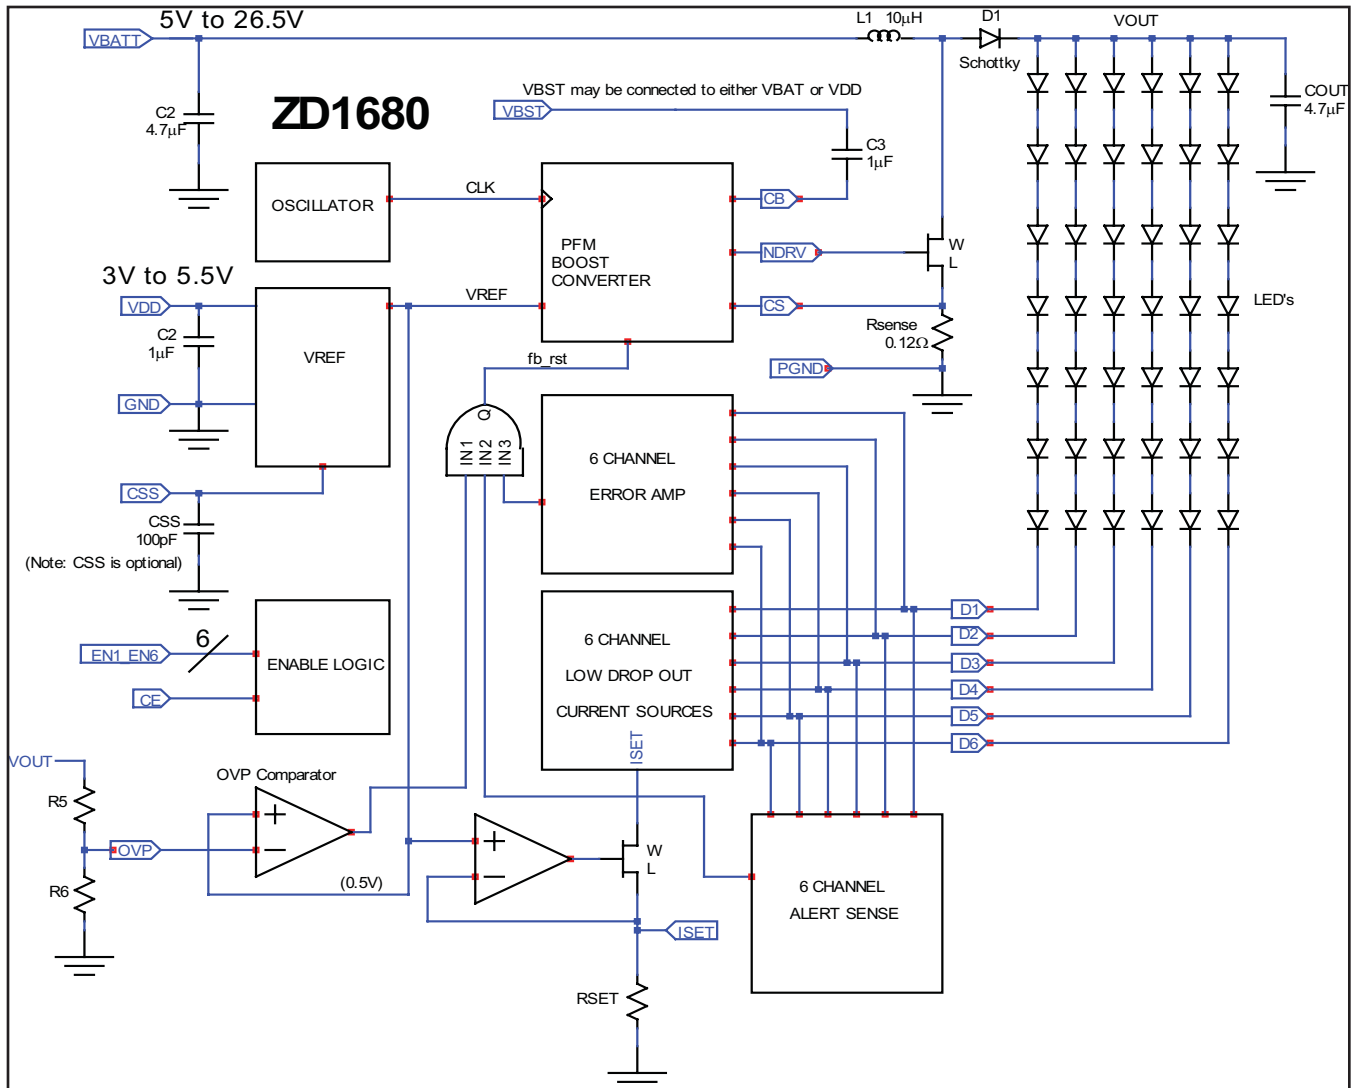 5V to 26.5V
VBATT
L1 10µH
D1
Schottky
VOUT
C2
4.7µF
ZD1680
VBST may be connected to either VBAT or VDD
VBST
C3
1µF
COUT
4.7µF
OSCILLATOR
CLK
PFM
BOOST
CONVERTER
CB
NDRV
CS
W
L
3V to 5.5V
VDD
C2
1µF
GND
VREF
VREF
Rsense
0.12Ω
PGND
LED's
fb_rst
Q
IN1
IN2
IN3
6 CHANNEL
ERROR AMP
CSS
CSS
100pF
(Note: CSS is optional)
EN1_EN6
6
CE
ENABLE LOGIC
6 CHANNEL
LOW DROP OUT
CURRENT SOURCES
ISET
D1
D2
D3
D4
D5
D6
VOUT
R5
OVP
R6
OVP Comparator
+
−
(0.5V)
+
−
W
L
ISET
RSET
6 CHANNEL
ALERT SENSE